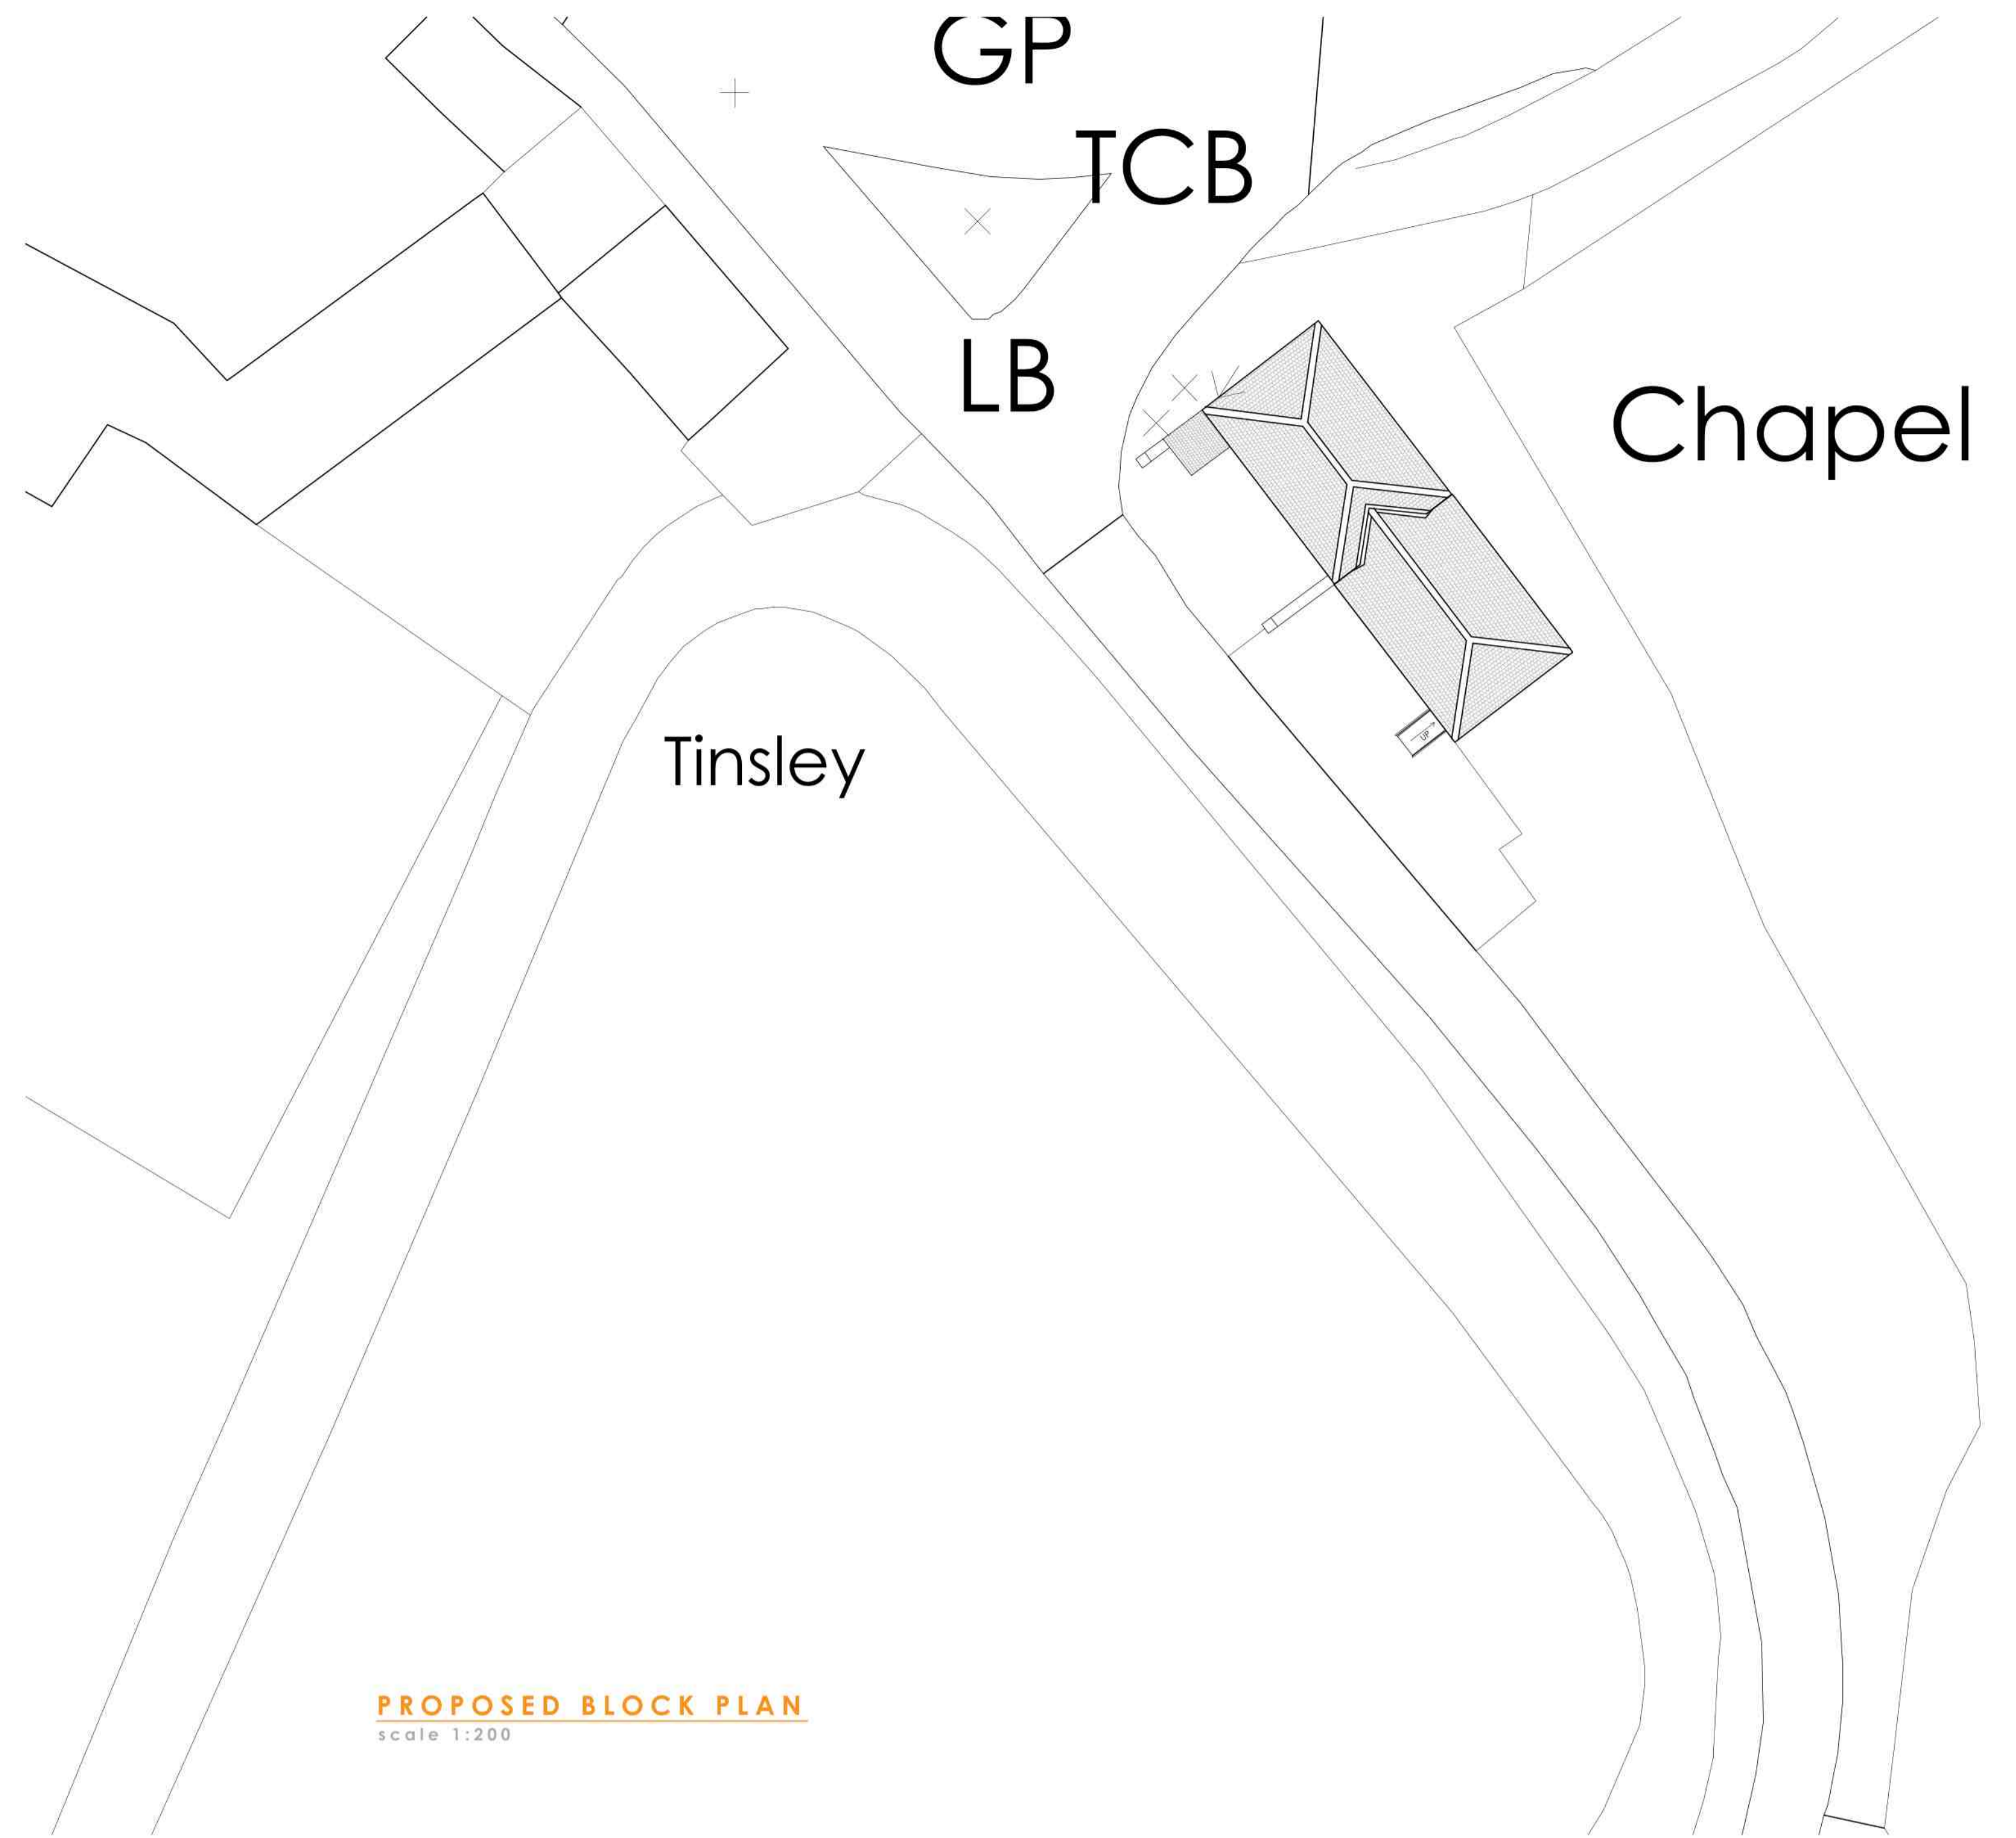 GP
TCB
LB
Chapel
Tinsley
UP
PROPOSED BLOCK PLAN
scale 1:200